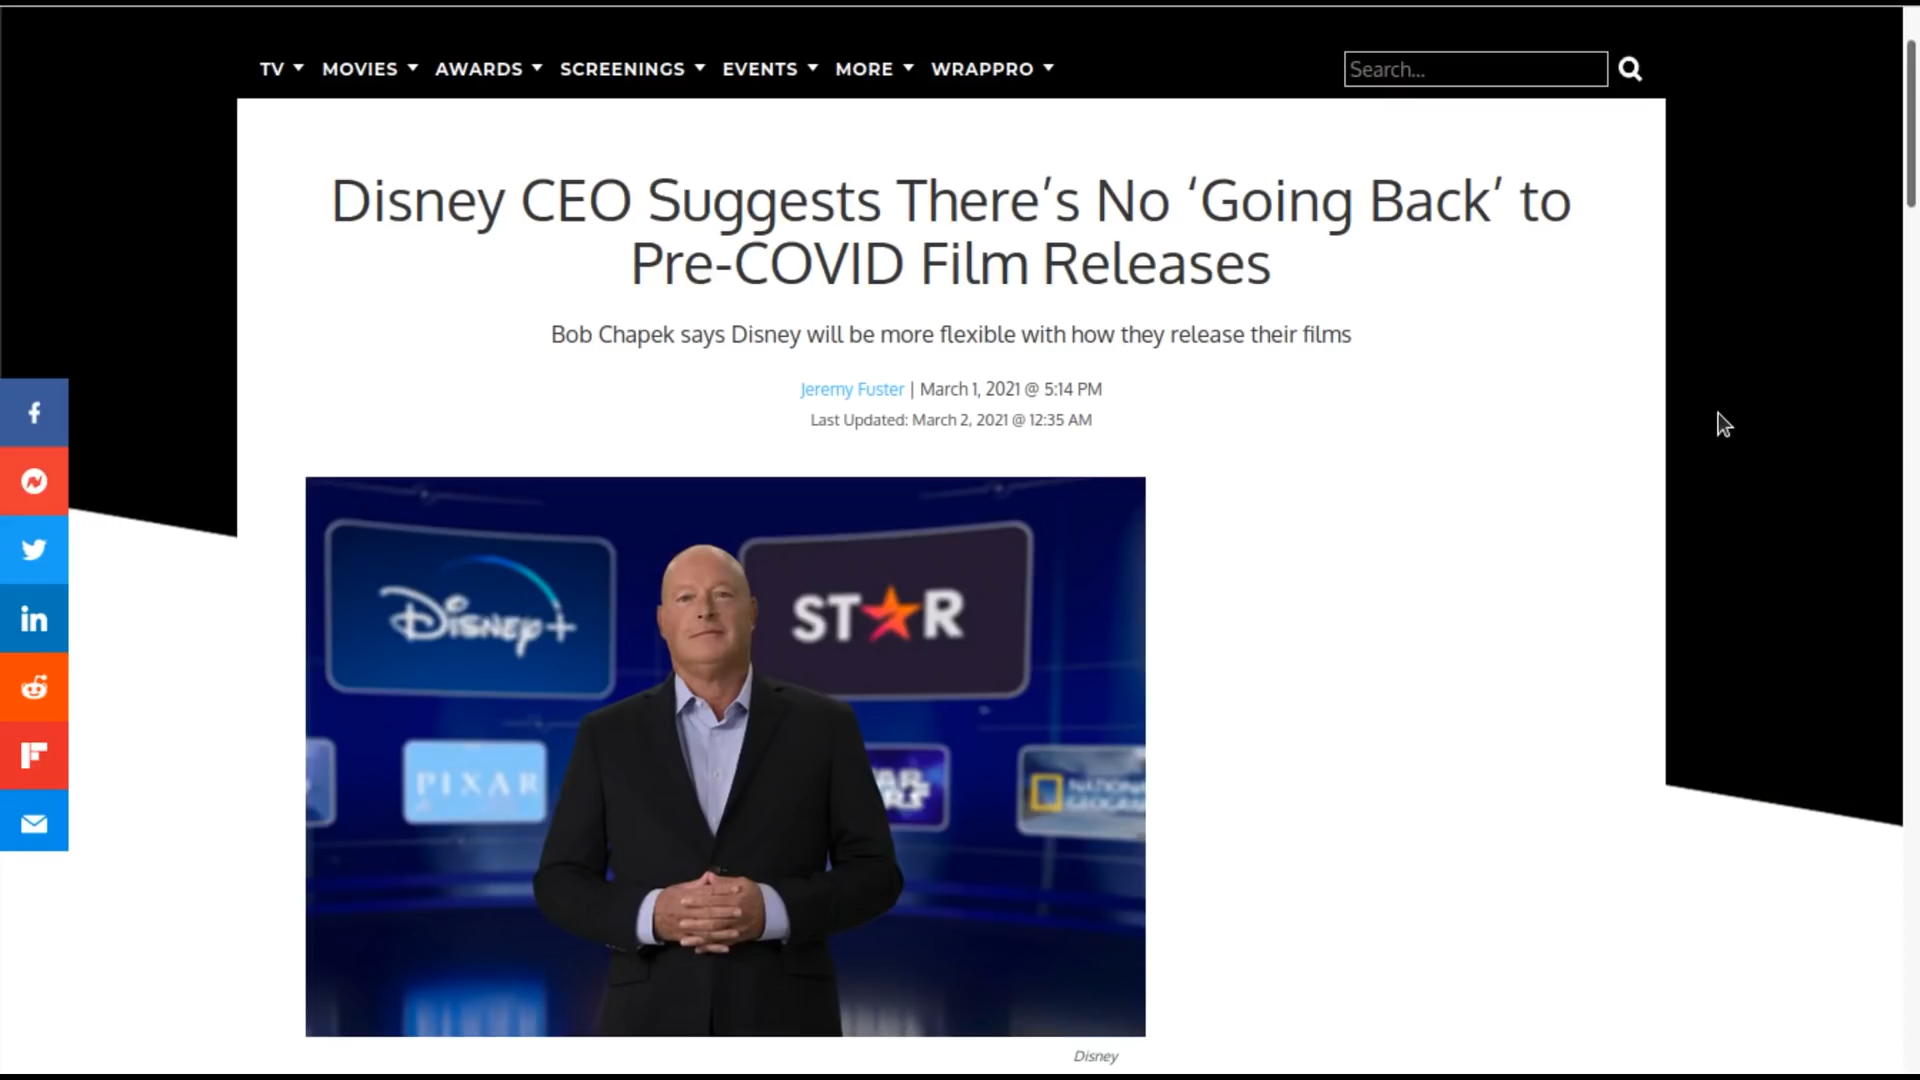 TV MOVIES AWARDS SCREENINGS EVENTS MORE WRAPPRO Search...
Disney CEO Suggests There's No ‘Going Back’ to
Pre-COVID Film Releases
Bob Chapek says Disney will be more flexible with how they release their films
Jeremy Fuster | March 1, 2021 @ 5:14 PM
Last Updated: March 2, 2021 @ 12:35 AM
Disney+
STAR
PIXAR
NATIONAL
GEOGRA
Disney